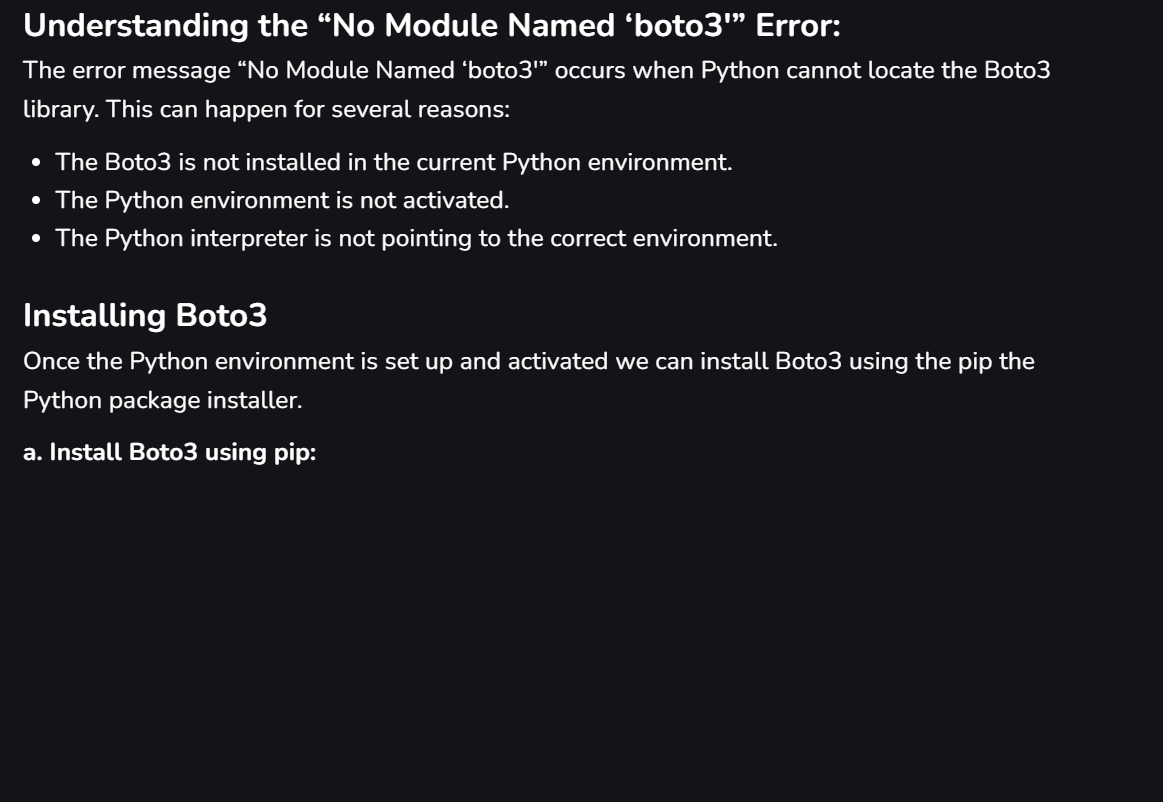 Understanding the “No Module Named ‘boto3'” Error:
The error message “No Module Named ‘boto3'” occurs when Python cannot locate the Boto3
library. This can happen for several reasons:
• The Boto3 is not installed in the current Python environment.
• The Python environment is not activated.
• The Python interpreter is not pointing to the correct environment.
Installing Boto3
Once the Python environment is set up and activated we can install Boto3 using the pip the
Python package installer.
a. Install Boto3 using pip: